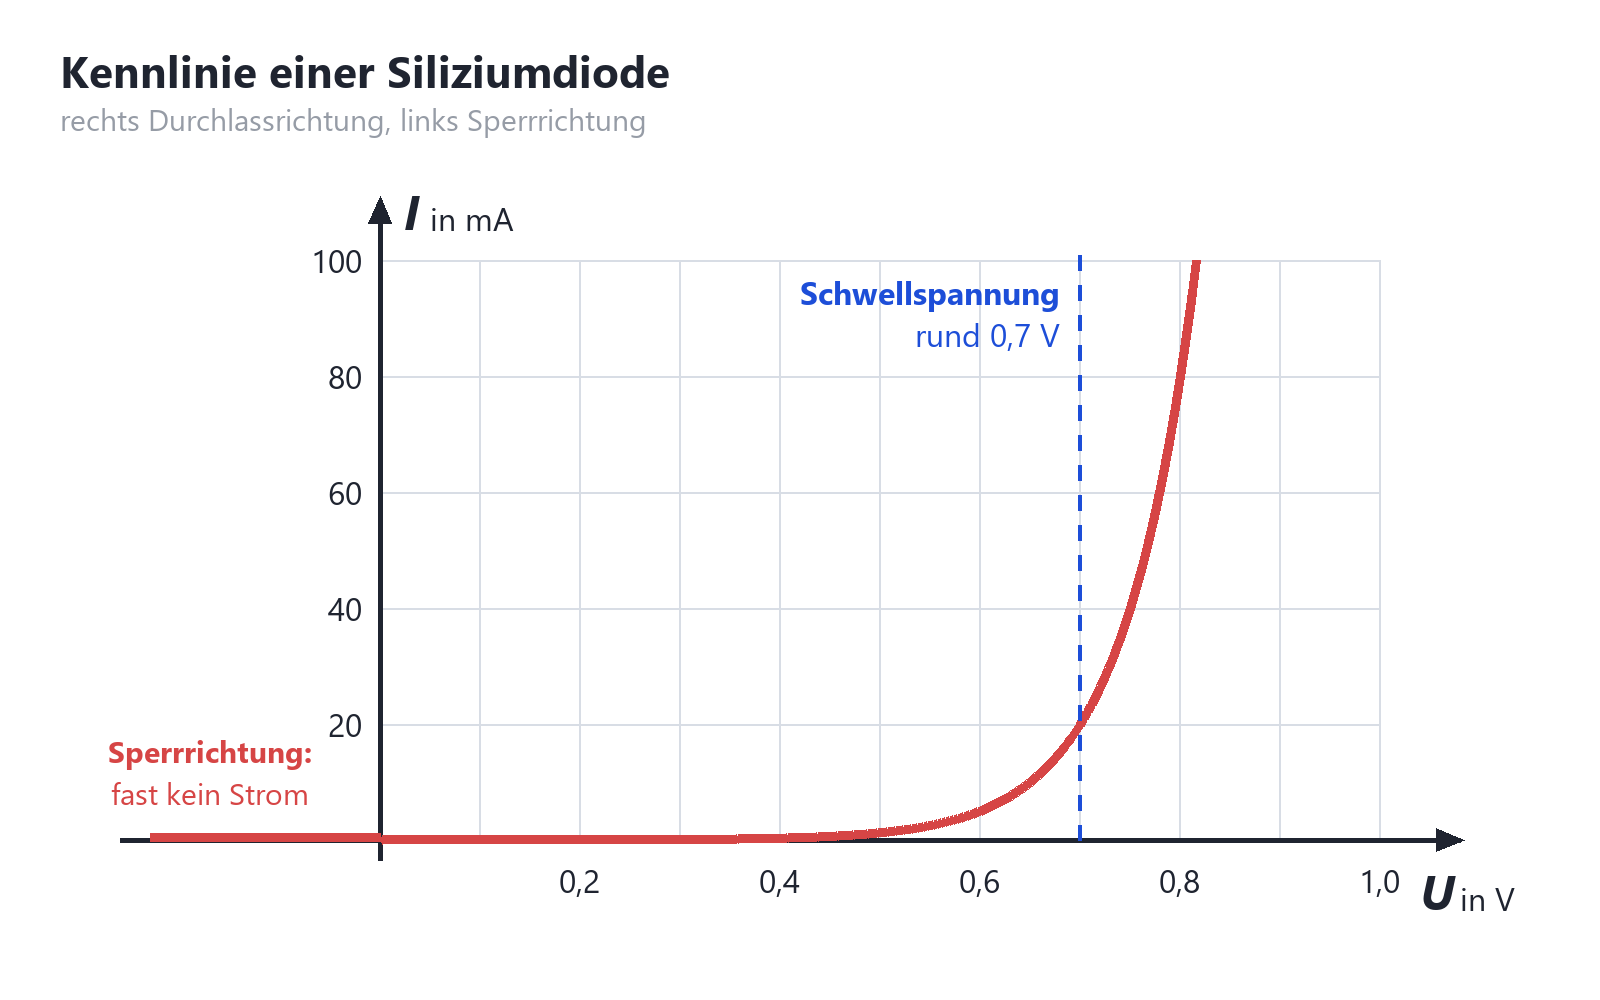 Kennlinie einer Siliziumdiode
rechts Durchlassrichtung, links Sperrrichtung
I in mA
100
Schwellspannung
rund 0,7 V
80
60
40
20
Sperrrichtung:
fast kein Strom
0,2 0,4 0,6 0,8 1,0
U in V